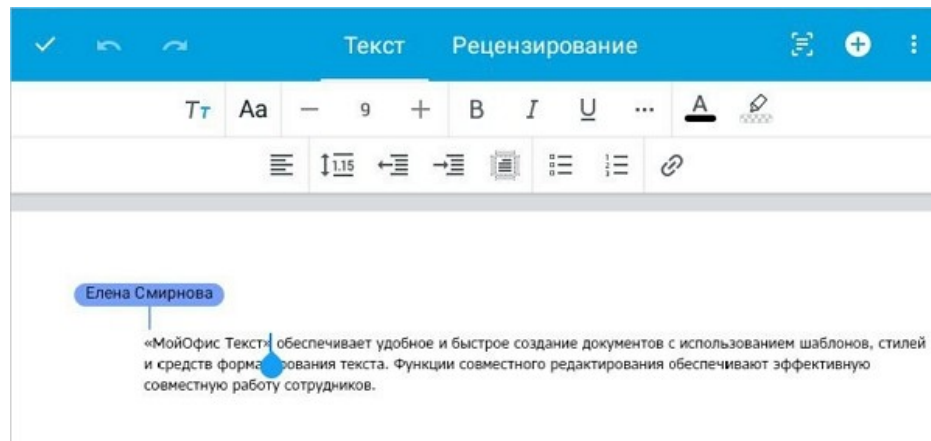 Текст Рецензирование
Тт Aa — 9 + B I U ... A
1.15
Елена Смирнова
«МойОфис Текст» обеспечивает удобное и быстрое создание документов с использованием шаблонов, стилей
и средств форматирования текста. Функции совместного редактирования обеспечивают эффективную
совместную работу сотрудников.